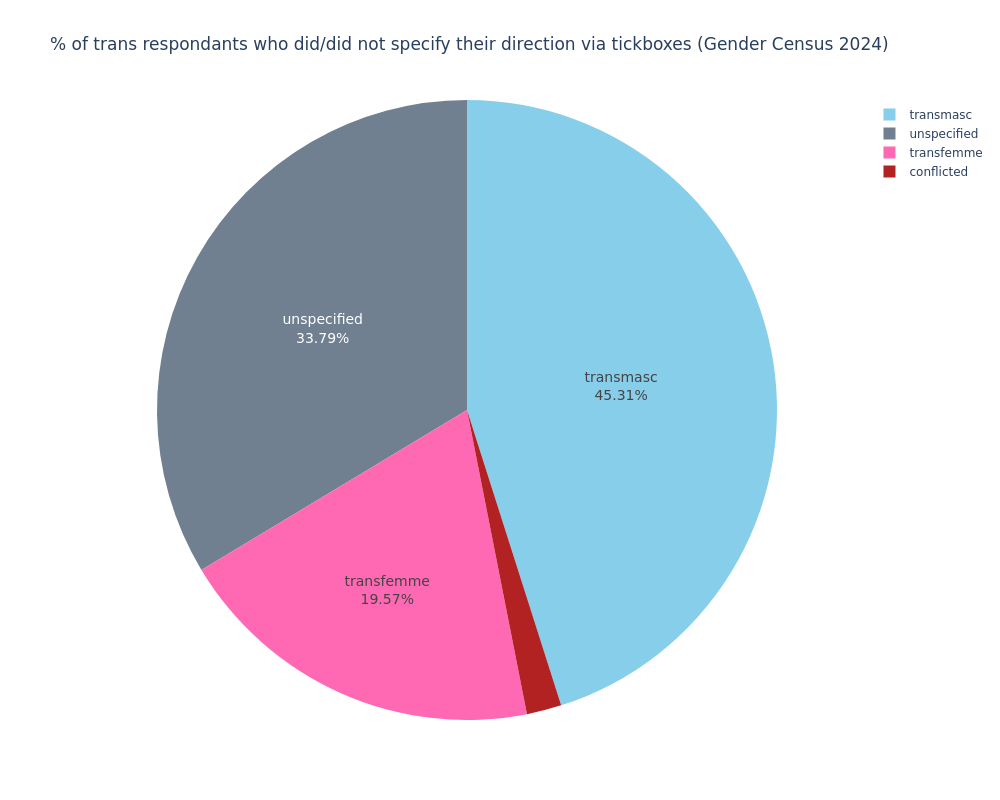 % of trans respondants who did/did not specify their direction via tickboxes (Gender Census 2024)
transmasc
unspecified
transfemme
conflicted
unspecified
33.79%
transmasc
45.31%
transfemme
19.57%